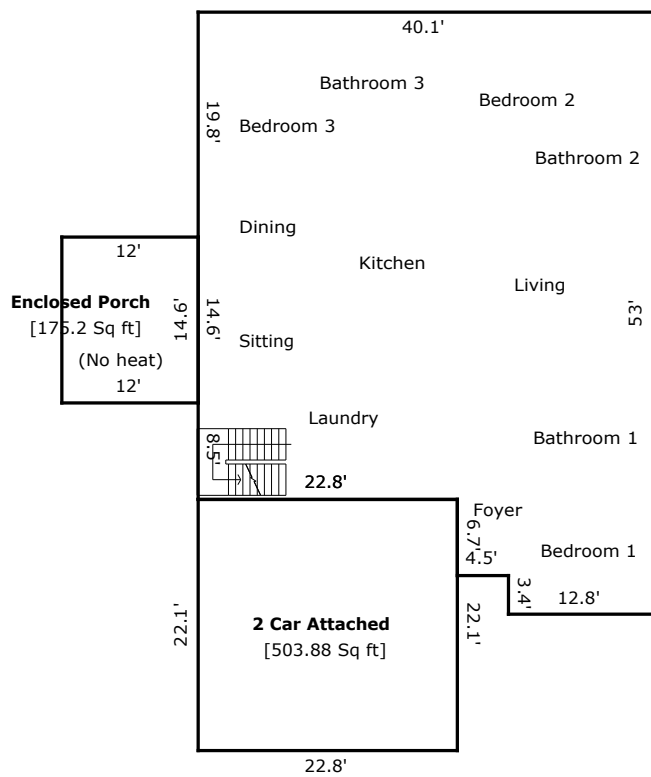 40.1'
Bathroom 3
Bedroom 2
19.8'
Bedroom 3
Bathroom 2
Dining
12'
Kitchen
Living
Enclosed Porch
14.6'
14.6'
53'
[175.2 Sq ft]
Sitting
(No heat)
12'
Laundry
8.5'
Bathroom 1
22.8'
Foyer
6.7'
4.5'
Bedroom 1
3.4'
12.8'
22.1'
2 Car Attached
22.1'
[503.88 Sq ft]
22.8'